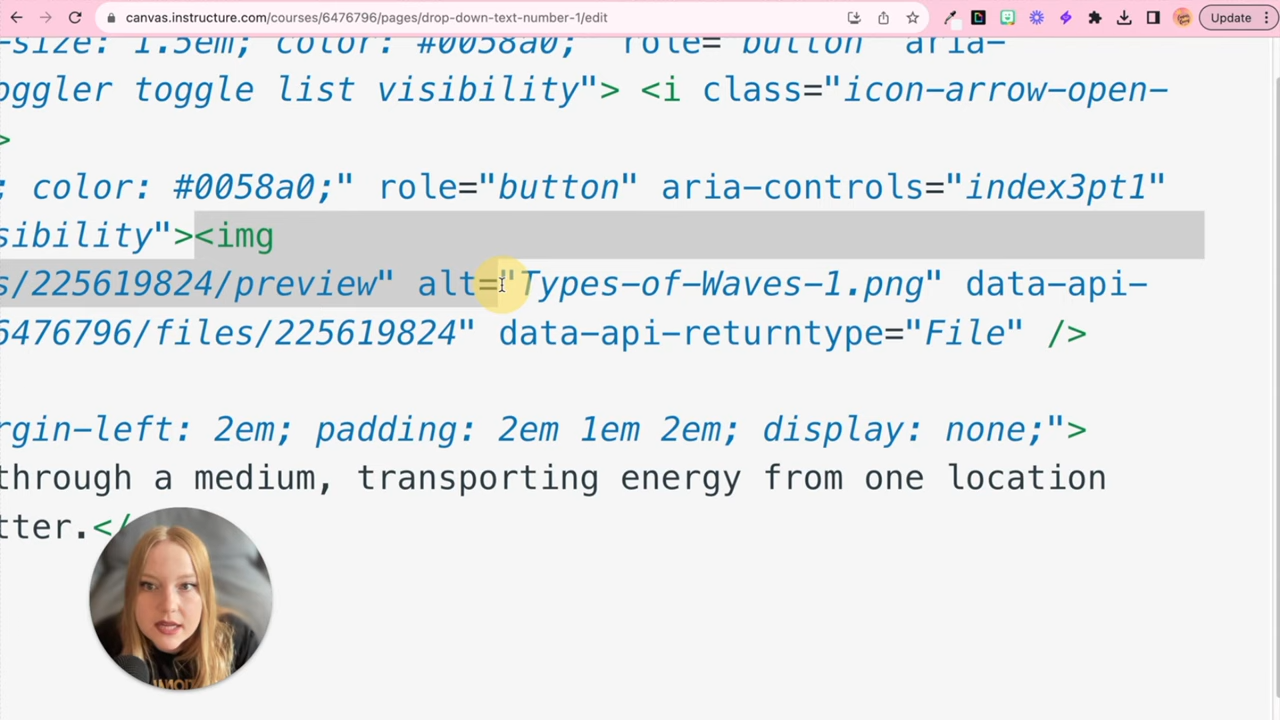 canvas.instructure.com/courses/6476796/pages/drop-down-text-number-1/edit
Update
-size: 1.5em; color: #0058a0;" role="button" aria-
oggler toggle list visibility"> <i class="icon-arrow-open-
>
; color: #0058a0;" role="button" aria-controls="index3pt1"
sibility"><img
s/225619824/preview" alt="Types-of-Waves-1.png" data-api-
6476796/files/225619824" data-api-returntype="File" />
rgin-left: 2em; padding: 2em 1em 2em; display: none;">
through a medium, transporting energy from one location
tter.</